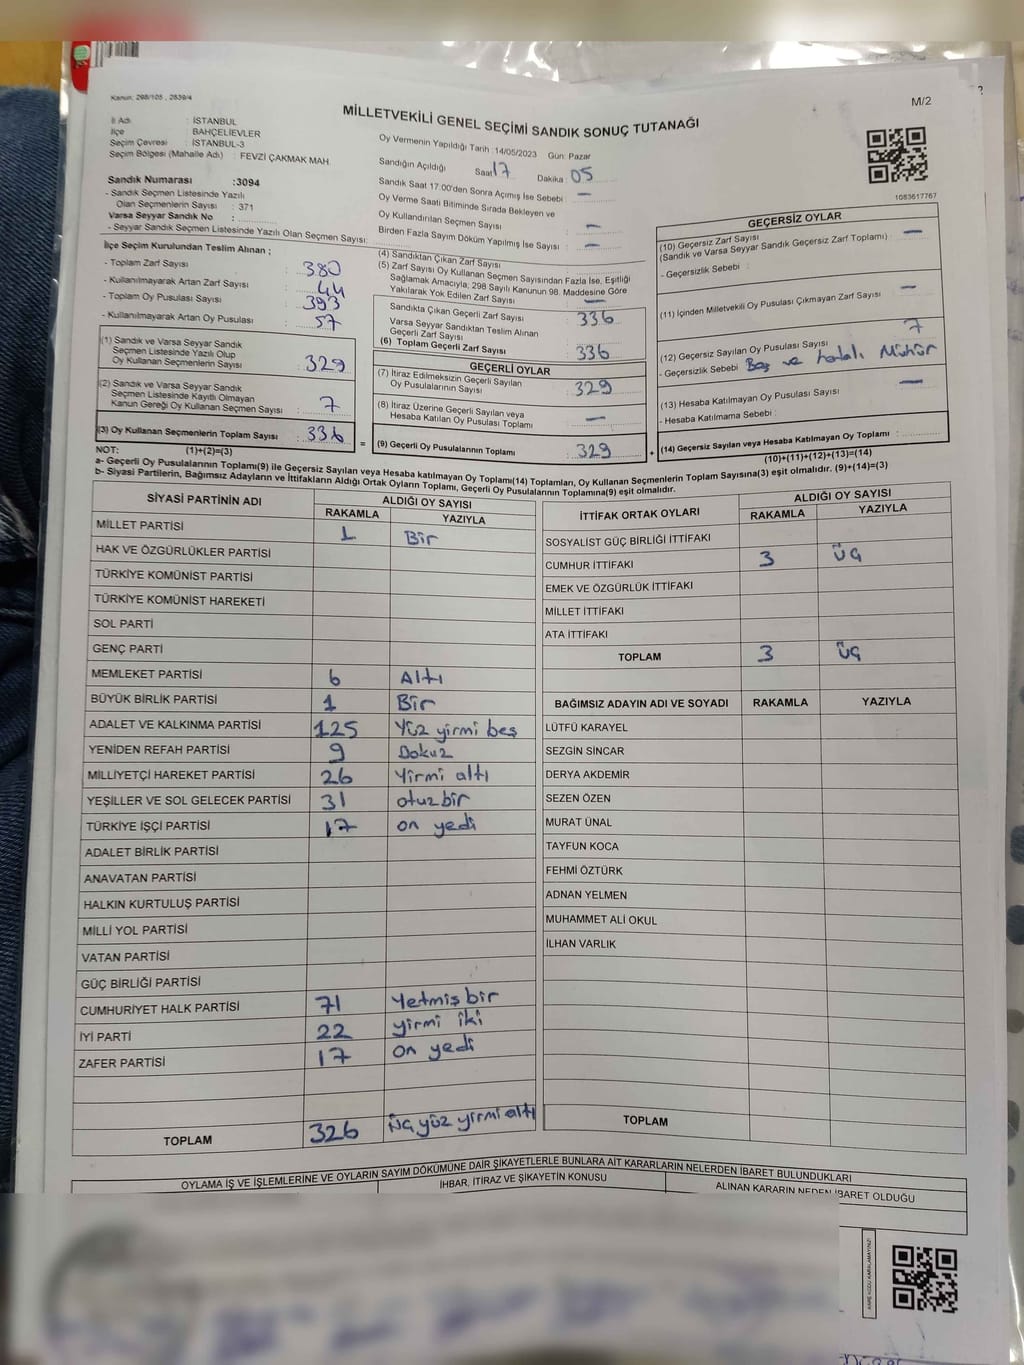 Kanun: 298/105 , 2839/4
M/2
MİLLETVEKİLİ GENEL SEÇİMİ SANDIK SONUÇ TUTANAĞI
İl Adı : İSTANBUL
İlçe : BAHÇELİEVLER
Seçim Çevresi : İSTANBUL-3
Seçim Bölgesi (Mahalle Adı) : FEVZİ ÇAKMAK MAH.
Sandık Numarası :3094
- Sandık Seçmen Listesinde Yazılı
Olan Seçmenlerin Sayısı : 371
Varsa Seyyar Sandık No :
- Seyyar Sandık Seçmen Listesinde Yazılı Olan Seçmen Sayısı:
Oy Vermenin Yapıldığı Tarih :14/05/2023 Gün: Pazar
Sandığın Açıldığı Saat 17 Dakika : 05
Sandık Saat 17.00'den Sonra Açımış İse Sebebi : –
Oy Verme Saati Bitiminde Sırada Bekleyen ve
Oy Kullandırılan Seçmen Sayısı : –
Birden Fazla Sayım Döküm Yapılmış İse Sayısı : –
1083617767
İlçe Seçim Kurulundan Teslim Alınan ;
- Toplam Zarf Sayısı : 380
- Kullanılmayarak Artan Zarf Sayısı : 44
- Toplam Oy Pusulası Sayısı : 393
- Kullanılmayarak Artan Oy Pusulası : 57
(1) Sandık ve Varsa Seyyar Sandık
Seçmen Listesinde Yazılı Olup
Oy Kullanan Seçmenlerin Sayısı : 329
(2) Sandık ve Varsa Seyyar Sandık
Seçmen Listesinde Kayıtlı Olmayan
Kanun Gereği Oy Kullanan Seçmen Sayısı : 7
(3) Oy Kullanan Seçmenlerin Toplam Sayısı : 336
(4) Sandıktan Çıkan Zarf Sayısı
(5) Zarf Sayısı Oy Kullanan Seçmen Sayısından Fazla İse, Eşitliği
Sağlamak Amacıyla, 298 Sayılı Kanunun 98. Maddesine Göre
Yakılarak Yok Edilen Zarf Sayısı : –
Sandıkta Çıkan Geçerli Zarf Sayısı : 336
Varsa Seyyar Sandıktan Teslim Alınan
Geçerli Zarf Sayısı :
(6) Toplam Geçerli Zarf Sayısı : 336
GEÇERLİ OYLAR
(7) İtiraz Edilmeksizin Geçerli Sayılan
Oy Pusulalarının Sayısı : 329
(8) İtiraz Üzerine Geçerli Sayılan veya
Hesaba Katılan Oy Pusulası Toplamı : –
= (9) Geçerli Oy Pusulalarının Toplamı : 329 +
GEÇERSİZ OYLAR
(10) Geçersiz Zarf Sayısı : –
(Sandık ve Varsa Seyyar Sandık Geçersiz Zarf Toplamı)
- Geçersizlik Sebebi :
(11) İçinden Milletvekili Oy Pusulası Çıkmayan Zarf Sayısı : –
(12) Geçersiz Sayılan Oy Pusulası Sayısı : 7
- Geçersizlik Sebebi Boş ve hatalı Mühür
(13) Hesaba Katılmayan Oy Pusulası Sayısı : –
- Hesaba Katılmama Sebebi :
(14) Geçersiz Sayılan veya Hesaba Katılmayan Oy Toplamı :
NOT: (1)+(2)=(3)
(10)+(11)+(12)+(13)=(14)
a- Geçerli Oy Pusulalarının Toplamı(9) ile Geçersiz Sayılan veya Hesaba katılmayan Oy Toplamı(14) Toplamları, Oy Kullanan Seçmenlerin Toplam Sayısına(3) eşit olmalıdır. (9)+(14)=(3)
b- Siyasi Partilerin, Bağımsız Adayların ve İttifakların Aldığı Ortak Oyların Toplamı, Geçerli Oy Pusulalarının Toplamına(9) eşit olmalıdır.
SİYASİ PARTİNİN ADI ALDIĞI OY SAYISI
RAKAMLA YAZIYLA
MİLLET PARTİSİ 1 Bir
HAK VE ÖZGÜRLÜKLER PARTİSİ
TÜRKİYE KOMÜNİST PARTİSİ
TÜRKİYE KOMÜNİST HAREKETİ
SOL PARTİ
GENÇ PARTİ
MEMLEKET PARTİSİ 6 Altı
BÜYÜK BİRLİK PARTİSİ 1 Bir
ADALET VE KALKINMA PARTİSİ 125 Yüz yirmi beş
YENİDEN REFAH PARTİSİ 9 Dokuz
MİLLİYETÇİ HAREKET PARTİSİ 26 Yirmi altı
YEŞİLLER VE SOL GELECEK PARTİSİ 31 otuz bir
TÜRKİYE İŞÇİ PARTİSİ 17 on yedi
ADALET BİRLİK PARTİSİ
ANAVATAN PARTİSİ
HALKIN KURTULUŞ PARTİSİ
MİLLİ YOL PARTİSİ
VATAN PARTİSİ
GÜÇ BİRLİĞİ PARTİSİ
CUMHURİYET HALK PARTİSİ 71 Yetmiş bir
İYİ PARTİ 22 yirmi iki
ZAFER PARTİSİ 17 on yedi
TOPLAM 326 Üç yüz yirmi altı
İTTİFAK ORTAK OYLARI ALDIĞI OY SAYISI
RAKAMLA YAZIYLA
SOSYALİST GÜÇ BİRLİĞİ İTTİFAKI
CUMHUR İTTİFAKI 3 Üç
EMEK VE ÖZGÜRLÜK İTTİFAKI
MİLLET İTTİFAKI
ATA İTTİFAKI
TOPLAM 3 Üç
BAĞIMSIZ ADAYIN ADI VE SOYADI RAKAMLA YAZIYLA
LÜTFÜ KARAYEL
SEZGİN SİNCAR
DERYA AKDEMİR
SEZEN ÖZEN
MURAT ÜNAL
TAYFUN KOCA
FEHMİ ÖZTÜRK
ADNAN YELMEN
MUHAMMET ALİ OKUL
İLHAN VARLIK
TOPLAM
OYLAMA İŞ VE İŞLEMLERİNE VE OYLARIN SAYIM DÖKÜMÜNE DAİR ŞİKAYETLERLE BUNLARA AİT KARARLARIN NELERDEN İBARET BULUNDUKLARI
İHBAR, İTİRAZ VE ŞİKAYETİN KONUSU
ALINAN KARARIN NEDEN İBARET OLDUĞU